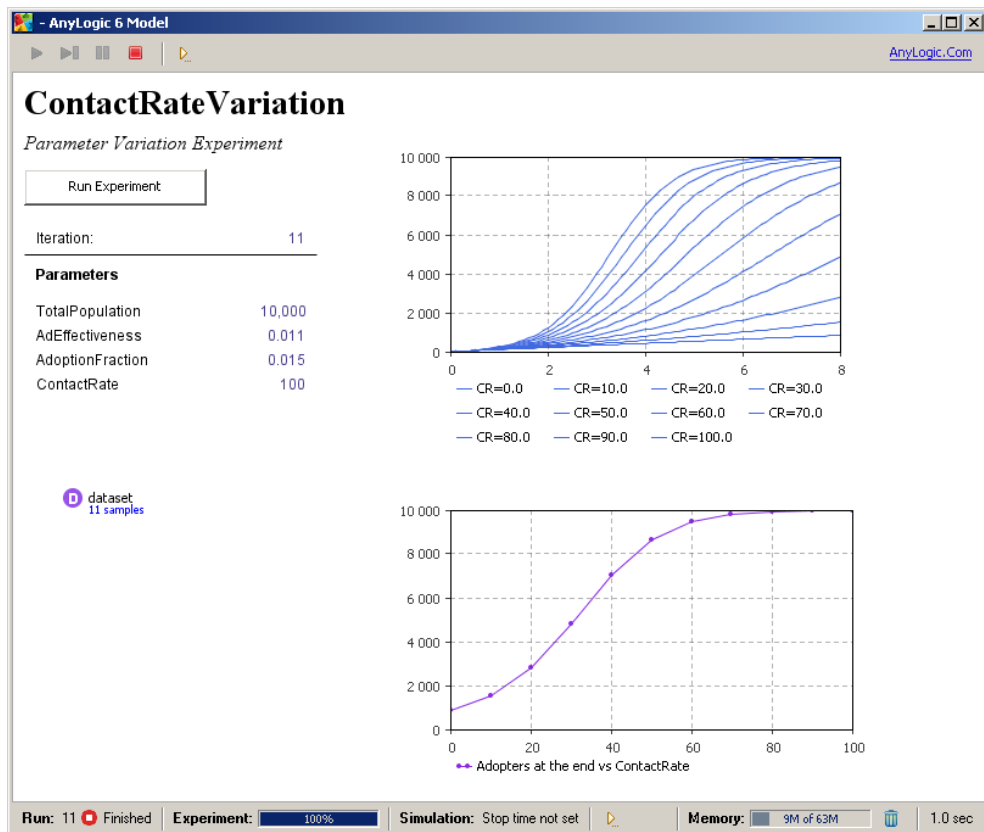 - AnyLogic 6 Model
AnyLogic.Com
ContactRateVariation
Parameter Variation Experiment
Run Experiment
Iteration: 11
Parameters
TotalPopulation 10,000
AdEffectiveness 0.011
AdoptionFraction 0.015
ContactRate 100
D dataset
11 samples
10 000
8 000
6 000
4 000
2 000
0
0 2 4 6 8
CR=0.0 CR=10.0 CR=20.0 CR=30.0
CR=40.0 CR=50.0 CR=60.0 CR=70.0
CR=80.0 CR=90.0 CR=100.0
10 000
8 000
6 000
4 000
2 000
0
0 20 40 60 80 100
Adopters at the end vs ContactRate
Run: 11 Finished Experiment: 100% Simulation: Stop time not set Memory: 9M of 63M 1.0 sec